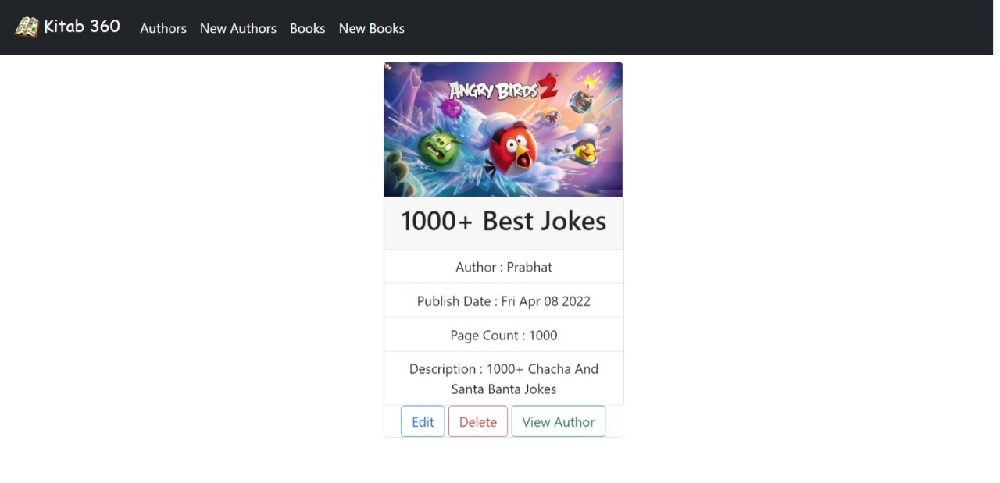 Kitab 360 Authors New Authors Books New Books
ANGRY BIRDS 2
1000+ Best Jokes
Author : Prabhat
Publish Date : Fri Apr 08 2022
Page Count : 1000
Description : 1000+ Chacha And
Santa Banta Jokes
Edit Delete View Author